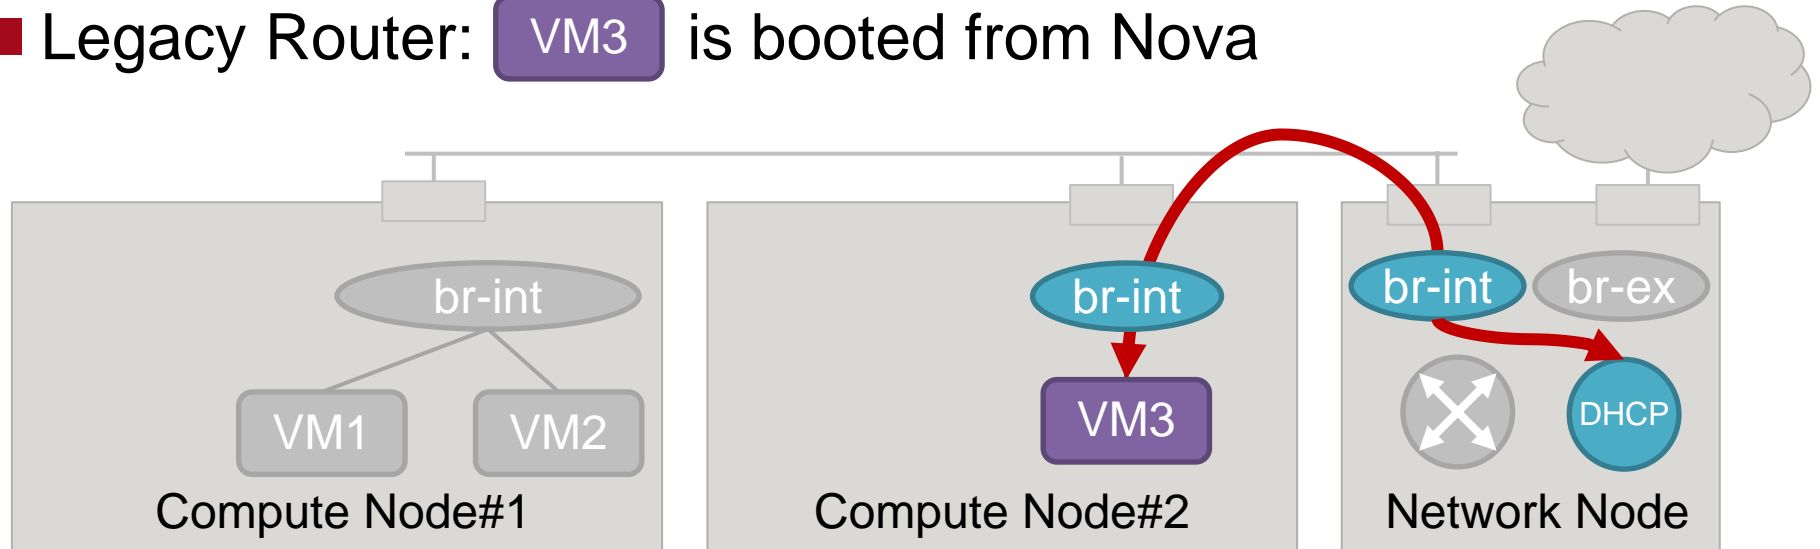 Legacy Router: VM3 is booted from Nova
br-int
br-int
br-int
br-ex
VM1
VM2
VM3
DHCP
Compute Node#1
Compute Node#2
Network Node